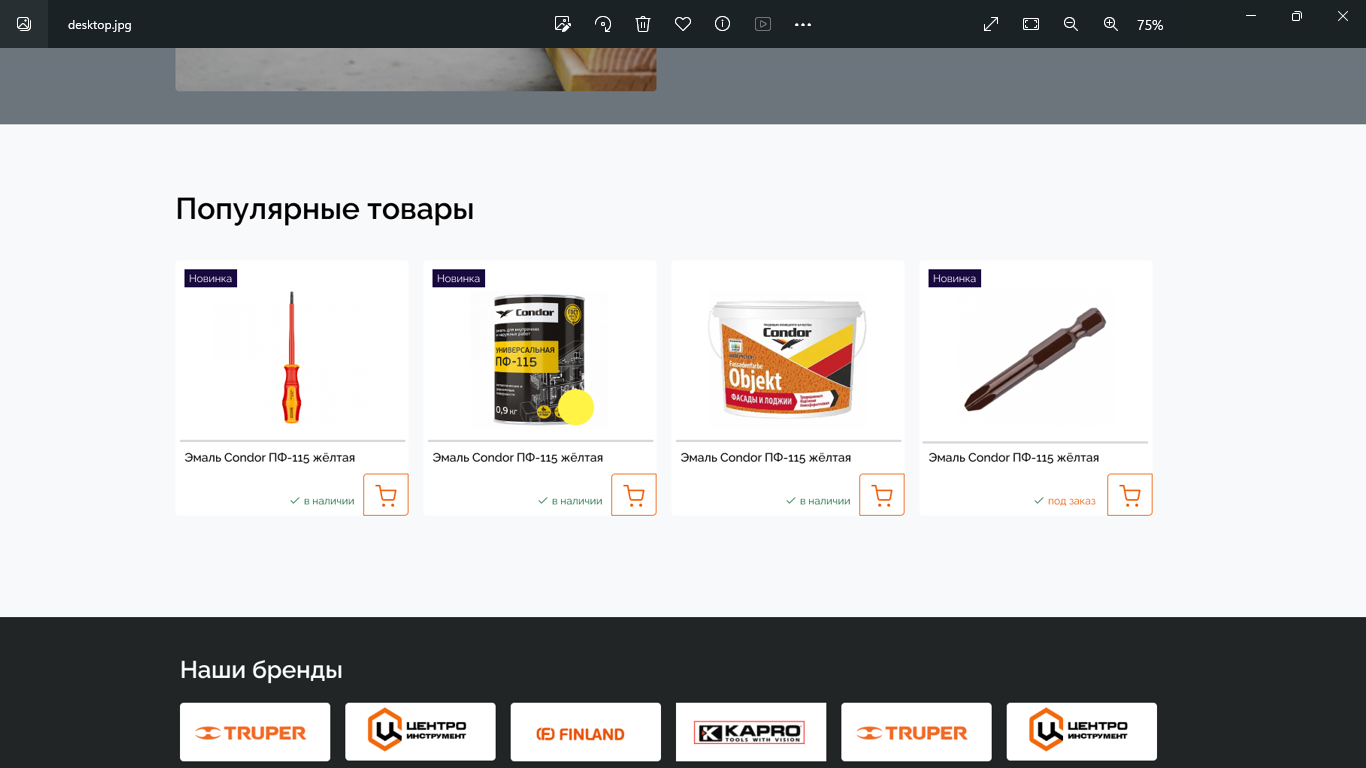 desktop.jpg
75%
Популярные товары
Новинка
Новинка
Новинка
Condor
УНИВЕРСАЛЬНАЯ
ПФ-115
0,9 кг
Condor
Fassadenfarbe
Objekt
ФАСАДЫ И ЛОДЖИИ
Эмаль Condor ПФ-115 жёлтая
Эмаль Condor ПФ-115 жёлтая
Эмаль Condor ПФ-115 жёлтая
Эмаль Condor ПФ-115 жёлтая
в наличии
в наличии
в наличии
под заказ
Наши бренды
TRUPER
ЦЕНТРО
ИНСТРУМЕНТ
FINLAND
KAPRO
TOOLS WITH VISION
TRUPER
ЦЕНТРО
ИНСТРУМЕНТ